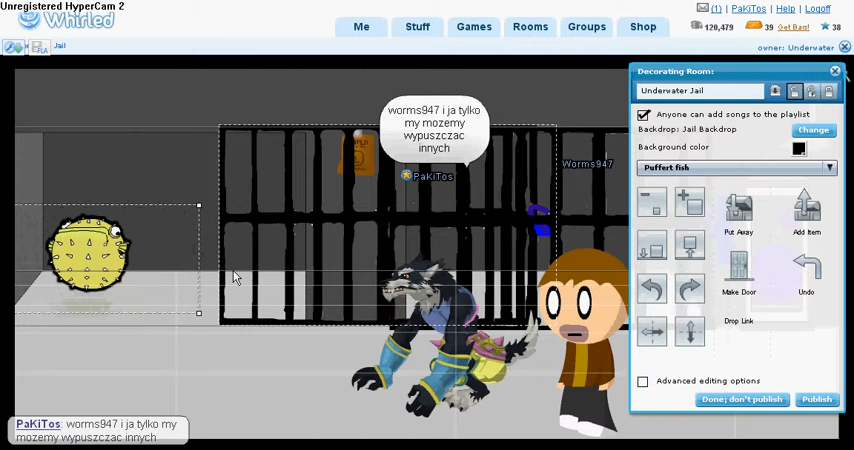 Unregistered HyperCam 2
Whirled
(1) | PaKiTos | Help | Logoff
120,479 39 Get Bars! 38
Me Stuff Games Rooms Groups Shop
FLA Jail owner: Underwater
Decorating Room:
Underwater Jail
Anyone can add songs to the playlist
Backdrop: Jail Backdrop
Change
Background color
Puffert fish
Put Away Add Item
Make Door Undo
Drop Link
Advanced editing options
Done; don't publish Publish
worms947 i ja tylko
my mozemy
wypuszczac
innych
PaKiTos
Worms947
PaKiTos: worms947 i ja tylko my
mozemy wypuszczac innych